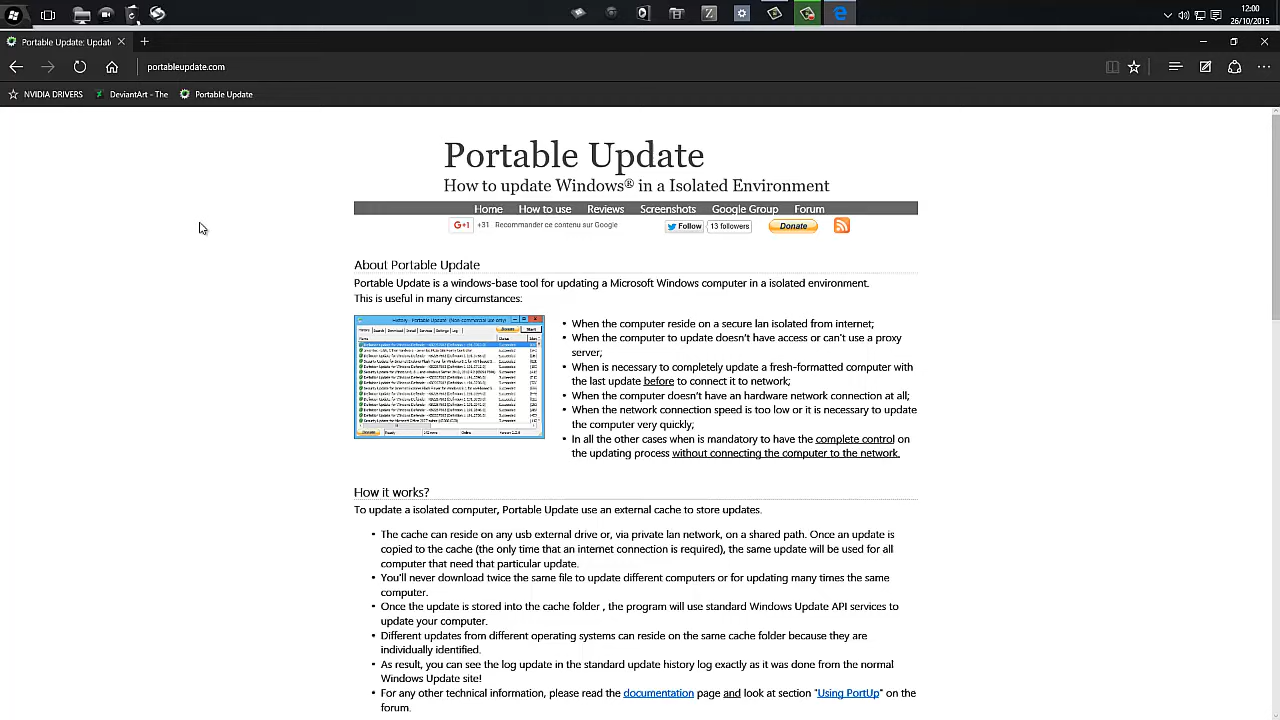 12:00
26/10/2015
Portable Update: Updat
portableupdate.com
NVIDIA DRIVERS
DeviantArt - The
Portable Update
Portable Update
How to update Windows® in a Isolated Environment
Home How to use Reviews Screenshots Google Group Forum
G+1 +31 Recommander ce contenu sur Google Follow 13 followers Donate
About Portable Update
Portable Update is a windows-base tool for updating a Microsoft Windows computer in a isolated environment.
This is useful in many circumstances:
• When the computer reside on a secure lan isolated from internet;
• When the computer to update doesn't have access or can't use a proxy
server;
• When is necessary to completely update a fresh-formatted computer with
the last update before to connect it to network;
• When the computer doesn't have an hardware network connection at all;
• When the network connection speed is too low or it is necessary to update
the computer very quickly;
• In all the other cases when is mandatory to have the complete control on
the updating process without connecting the computer to the network.
How it works?
To update a isolated computer, Portable Update use an external cache to store updates.
• The cache can reside on any usb external drive or, via private lan network, on a shared path. Once an update is
copied to the cache (the only time that an internet connection is required), the same update will be used for all
computer that need that particular update.
• You'll never download twice the same file to update different computers or for updating many times the same
computer.
• Once the update is stored into the cache folder , the program will use standard Windows Update API services to
update your computer.
• Different updates from different operating systems can reside on the same cache folder because they are
individually identified.
• As result, you can see the log update in the standard update history log exactly as it was done from the normal
Windows Update site!
• For any other technical information, please read the documentation page and look at section "Using PortUp" on the
forum.